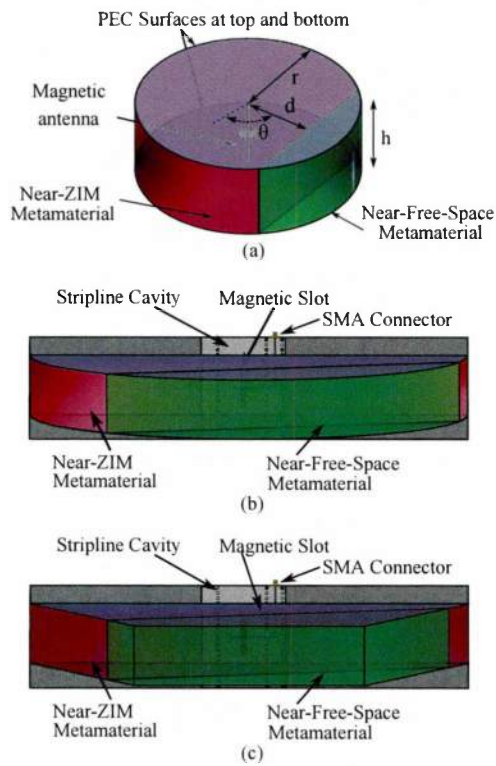 PEC Surfaces at top and bottom
r
Magnetic
antenna
d
θ
h
Near-ZIM
Metamaterial
Near-Free-Space
Metamaterial
(a)
Stripline Cavity
Magnetic Slot
SMA Connector
Near-ZIM
Metamaterial
Near-Free-Space
Metamaterial
(b)
Stripline Cavity
Magnetic Slot
SMA Connector
Near-ZIM
Metamaterial
Near-Free-Space
Metamaterial
(c)